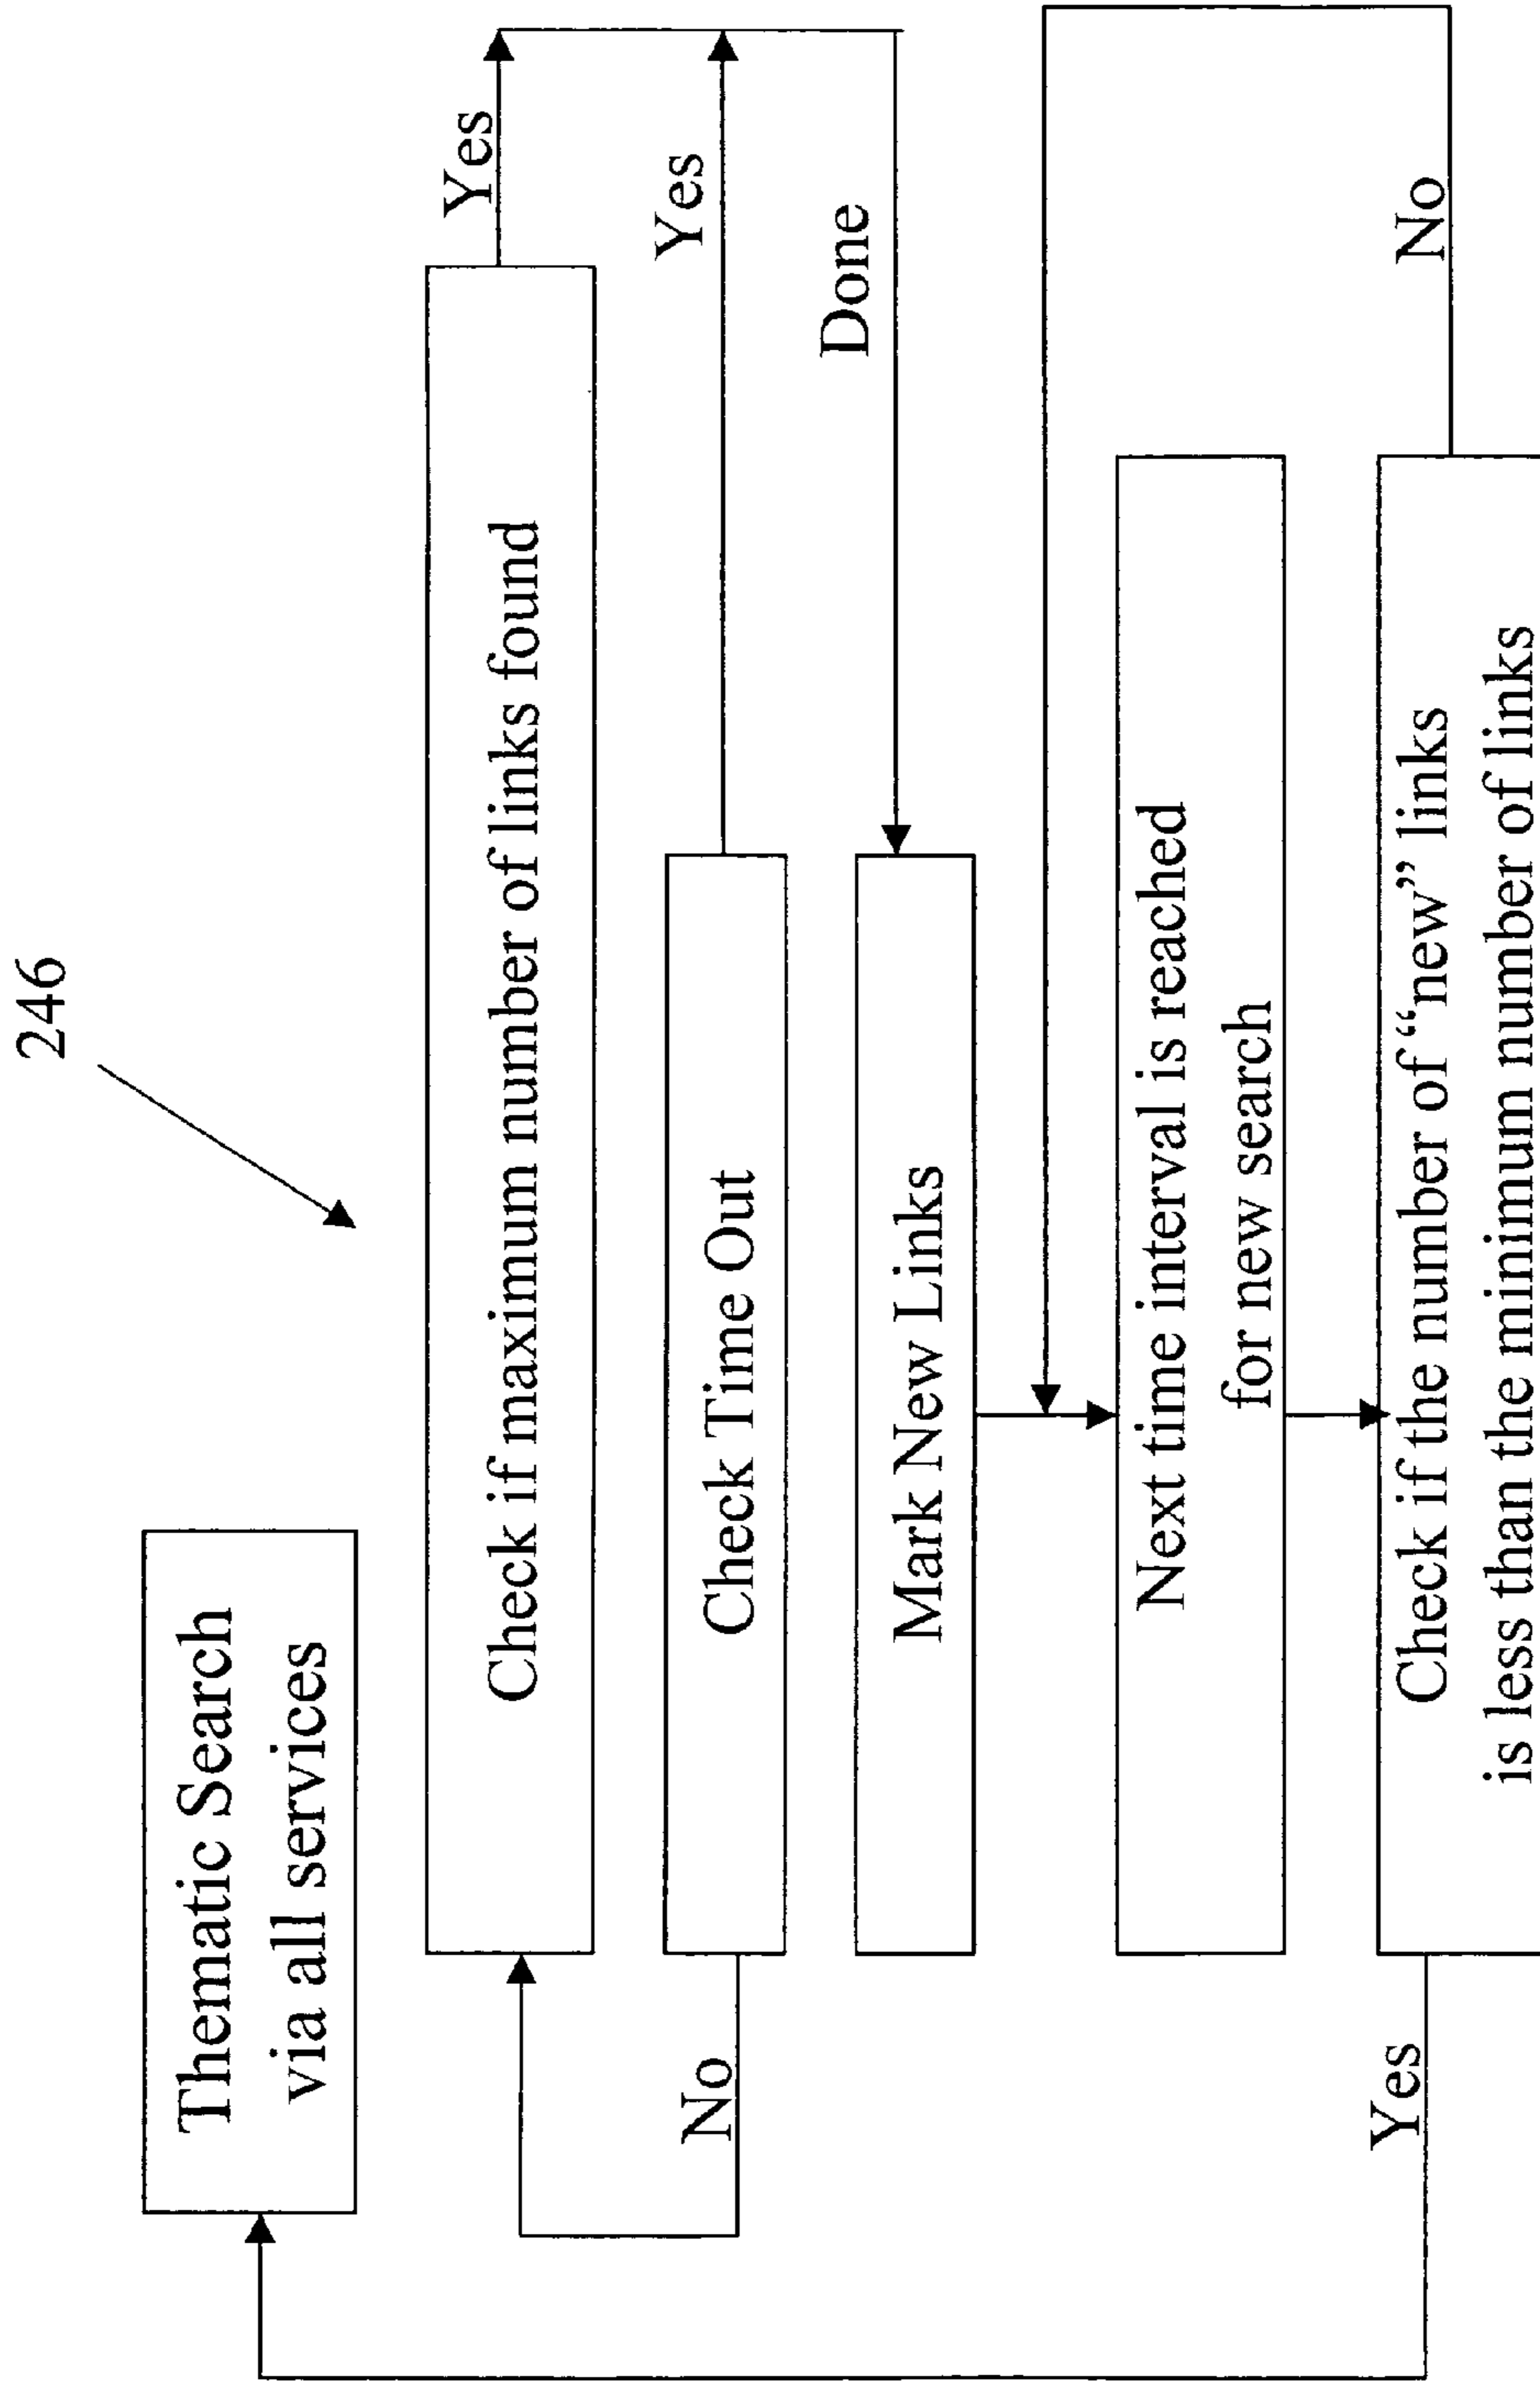 246
Thematic Search
via all services
Check if maximum number of links found
Yes
Check Time Out
Yes
No
Done
Mark New Links
Next time interval is reached
for new search
Check if the number of “new” links
is less than the minimum number of links
No
Yes